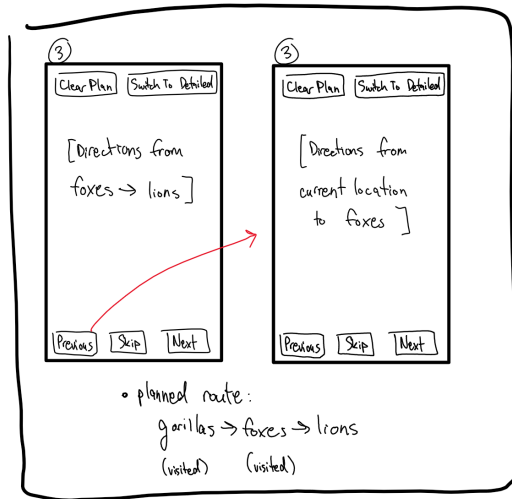 ③
Clear Plan
Switch To Detailed
[Directions from
foxes → lions]
Previous
Skip
Next
③
Clear Plan
Switch To Detailed
[Directions from
current location
to foxes ]
Previous
Skip
Next
• planned route:
gorillas → foxes → lions
(visited) (visited)